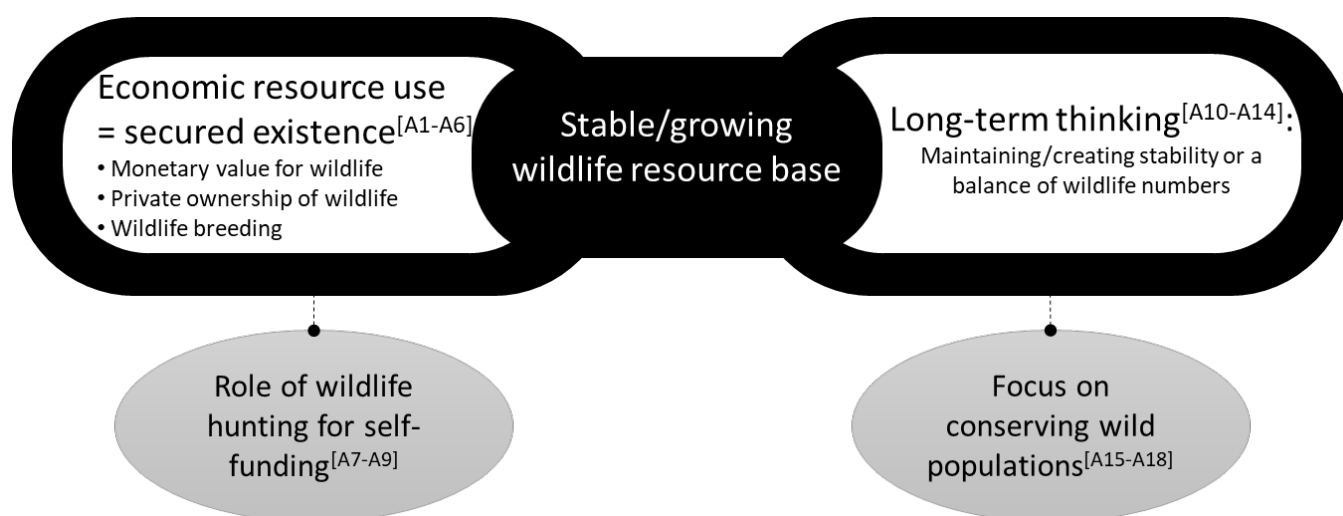 Economic resource use
= secured existence[A1-A6]
• Monetary value for wildlife
• Private ownership of wildlife
• Wildlife breeding
Stable/growing
wildlife resource base
Long-term thinking[A10-A14]:
Maintaining/creating stability or a
balance of wildlife numbers
Role of wildlife
hunting for self-
funding[A7-A9]
Focus on
conserving wild
populations[A15-A18]